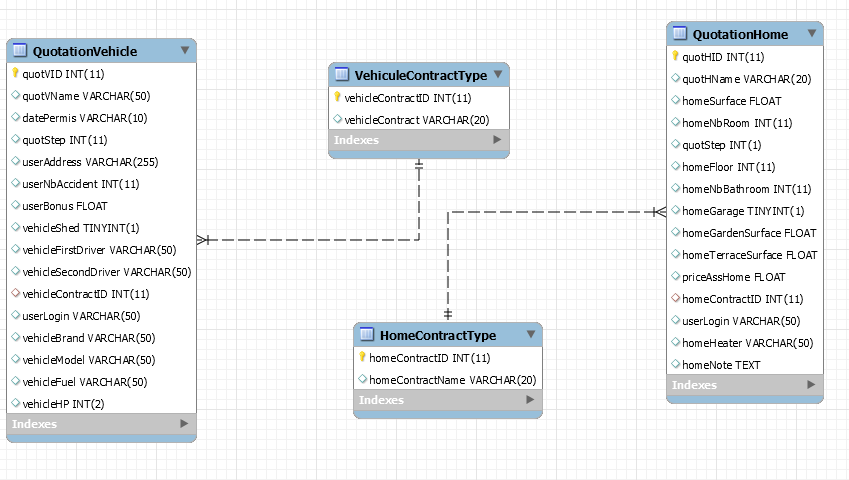 QuotationVehicle
quotVID INT(11)
quotVName VARCHAR(50)
datePermis VARCHAR(10)
quotStep INT(11)
userAddress VARCHAR(255)
userNbAccident INT(11)
userBonus FLOAT
vehicleShed TINYINT(1)
vehicleFirstDriver VARCHAR(50)
vehicleSecondDriver VARCHAR(50)
vehicleContractID INT(11)
userLogin VARCHAR(50)
vehicleBrand VARCHAR(50)
vehicleModel VARCHAR(50)
vehicleFuel VARCHAR(50)
vehicleHP INT(2)
Indexes
VehiculeContractType
vehicleContractID INT(11)
vehicleContract VARCHAR(20)
Indexes
HomeContractType
homeContractID INT(11)
homeContractName VARCHAR(20)
Indexes
QuotationHome
quotHID INT(11)
quotHName VARCHAR(20)
homeSurface FLOAT
homeNbRoom INT(11)
quotStep INT(1)
homeFloor INT(11)
homeNbBathroom INT(11)
homeGarage TINYINT(1)
homeGardenSurface FLOAT
homeTerraceSurface FLOAT
priceAssHome FLOAT
homeContractID INT(11)
userLogin VARCHAR(50)
homeHeater VARCHAR(50)
homeNote TEXT
Indexes